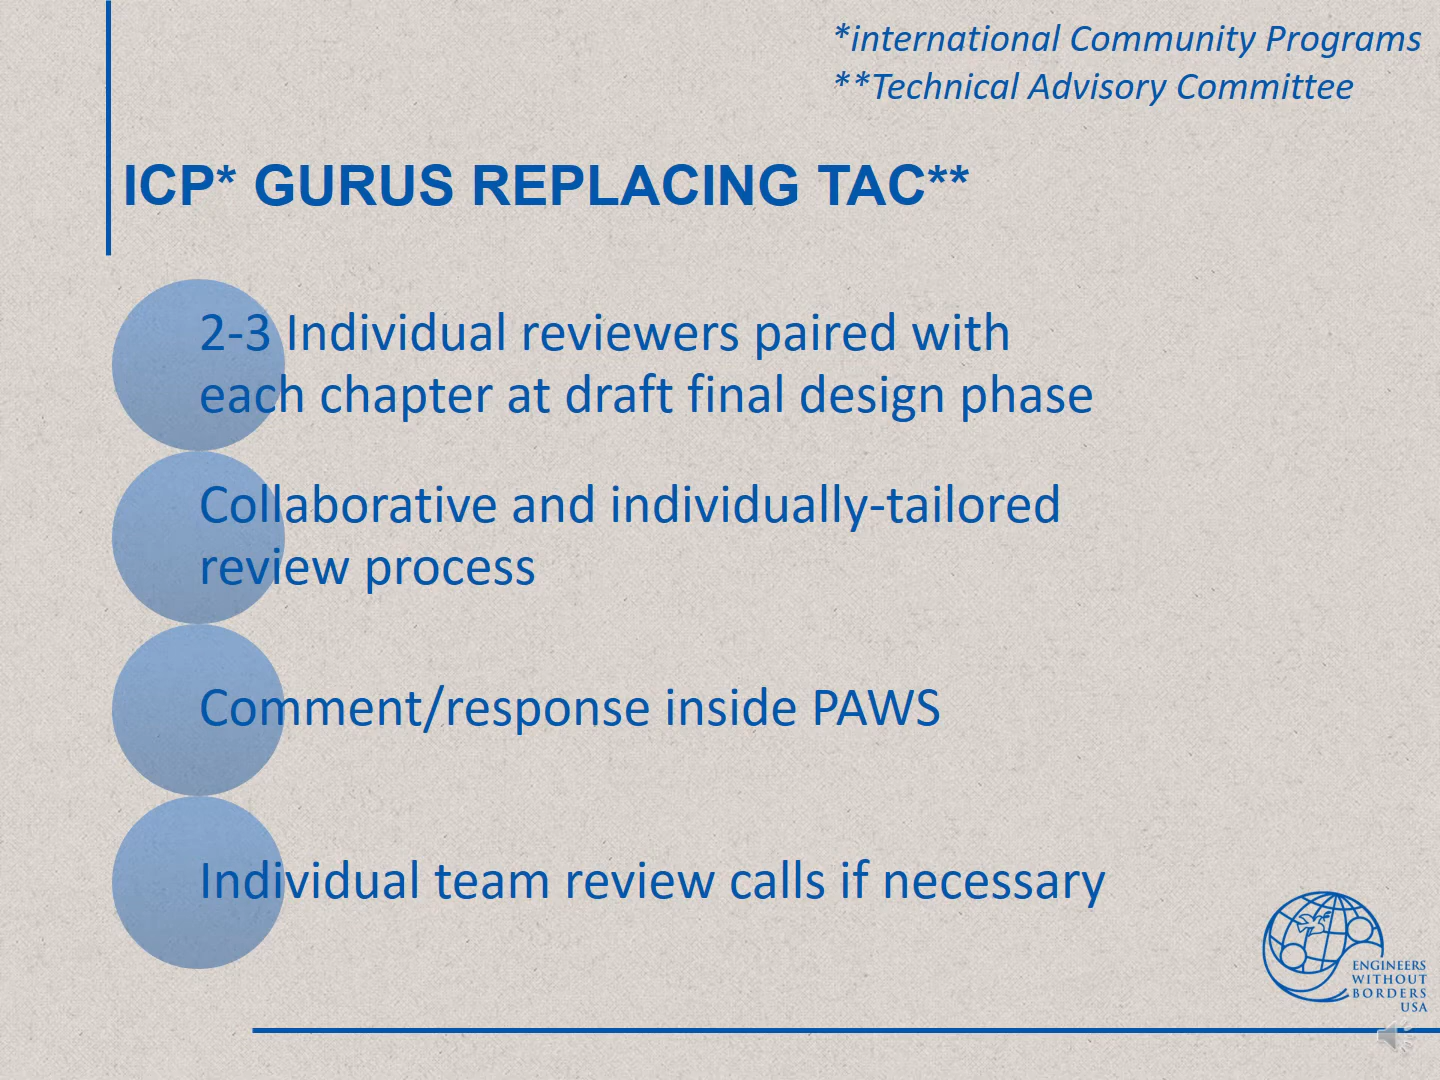 *international Community Programs
**Technical Advisory Committee
ICP* GURUS REPLACING TAC**
2-3 Individual reviewers paired with
each chapter at draft final design phase
Collaborative and individually-tailored
review process
Comment/response inside PAWS
Individual team review calls if necessary
ENGINEERS
WITHOUT
BORDERS
USA